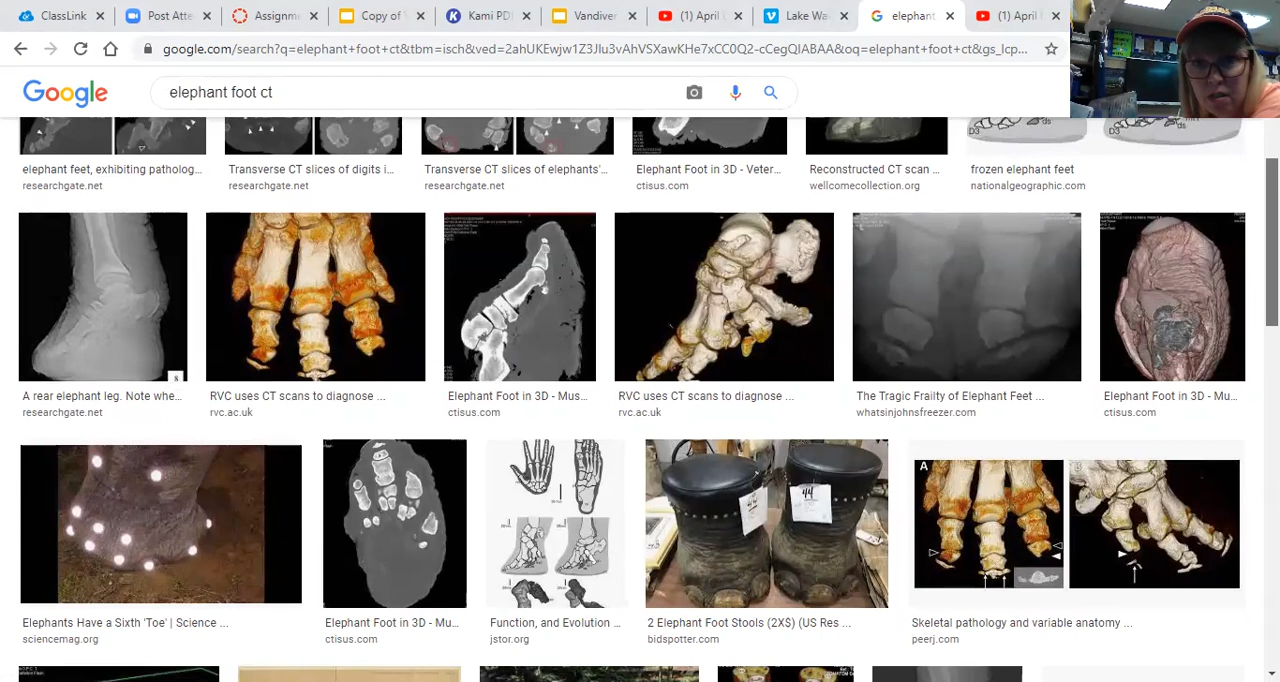 ClassLink
Post Atte
Assignme
Copy of
Kami PDF
Vandiver
(1) April L
Lake Wa
elephant
(1) April
google.com/search?q=elephant+foot+ct&tbm=isch&ved=2ahUKEwjw1Z3JIu3vAhVSXawKHe7xCC0Q2-cCegQIABAA&oq=elephant+foot+ct&gs_lcp...
Google
elephant foot ct
D3
ds
ds
elephant feet, exhibiting patholog...
Transverse CT slices of digits i...
Transverse CT slices of elephants'...
Elephant Foot in 3D - Veter...
Reconstructed CT scan ...
frozen elephant feet
researchgate.net
researchgate.net
researchgate.net
ctisus.com
wellcomecollection.org
nationalgeographic.com
8
A rear elephant leg. Note whe...
RVC uses CT scans to diagnose ...
Elephant Foot in 3D - Mus...
RVC uses CT scans to diagnose ...
The Tragic Frailty of Elephant Feet ...
Elephant Foot in 3D - Mu...
researchgate.net
rvc.ac.uk
ctisus.com
rvc.ac.uk
whatsinjohnsfreezer.com
ctisus.com
44
A
Elephants Have a Sixth 'Toe' | Science ...
Elephant Foot in 3D - Mu...
Function, and Evolution ...
2 Elephant Foot Stools (2X$) (US Res ...
Skeletal pathology and variable anatomy ...
sciencemag.org
ctisus.com
jstor.org
bidspotter.com
peerj.com